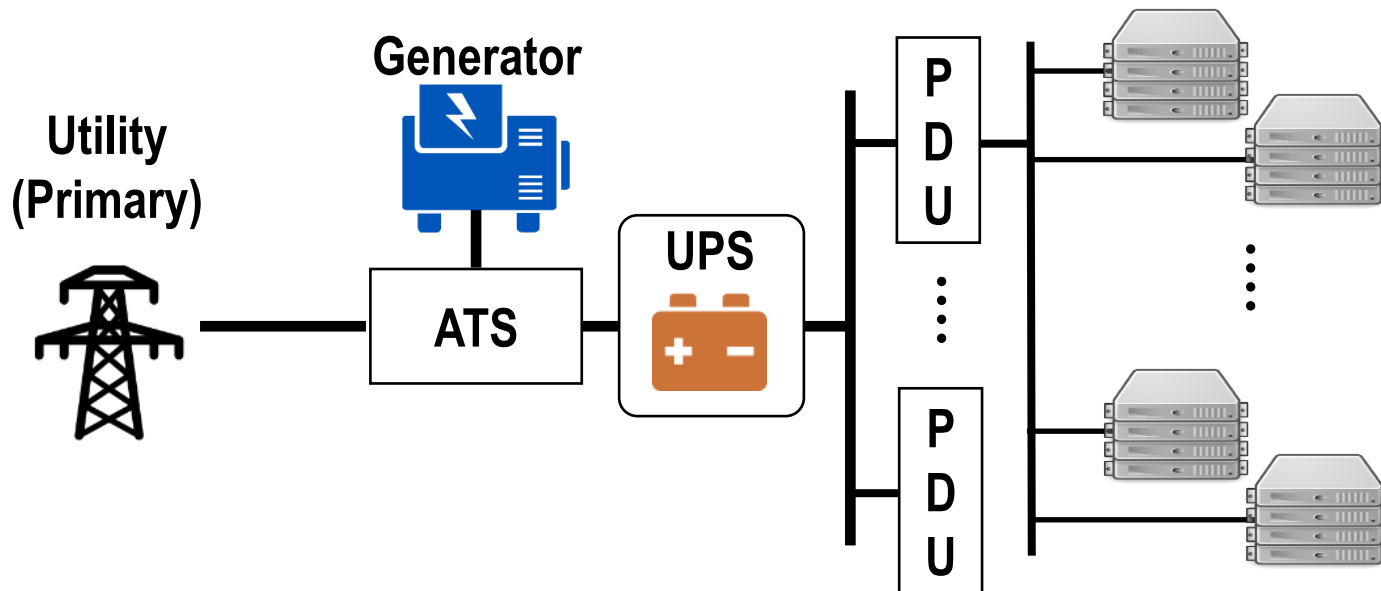 Generator
Utility
(Primary)
ATS
UPS
+ -
P
D
U
P
D
U